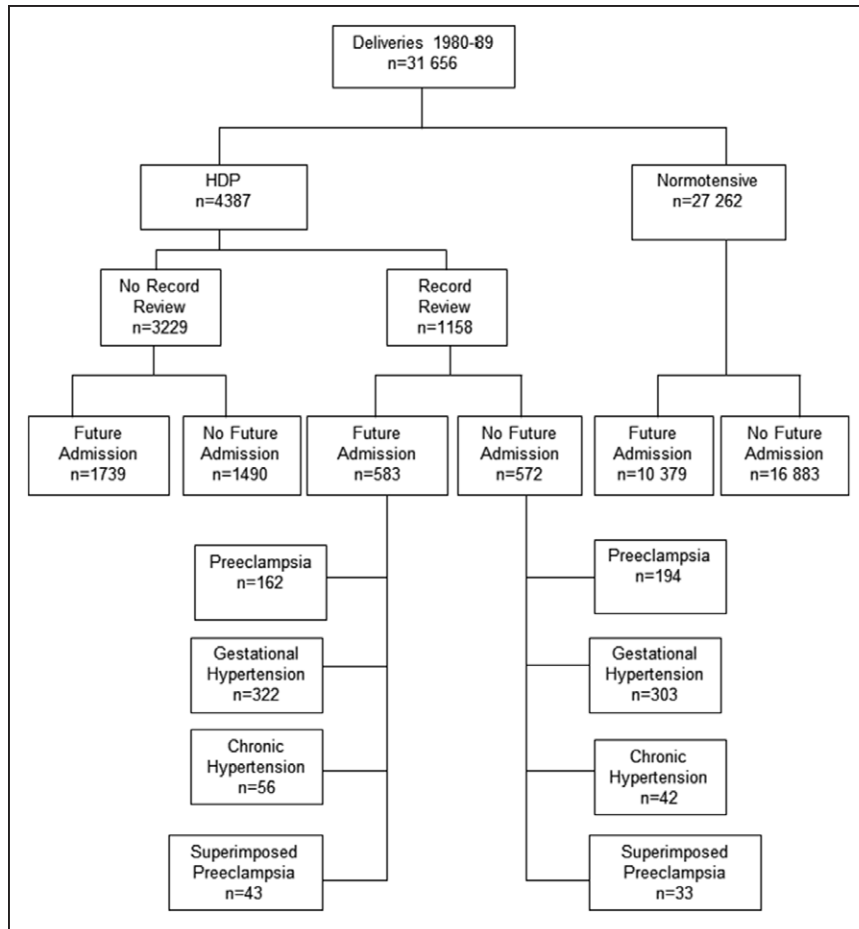 Deliveries 1980-89
n=31 656
HDP
n=4387
Normotensive
n=27 262
No Record
Review
n=3229
Record
Review
n=1158
Future
Admission
n=1739
No Future
Admission
n=1490
Future
Admission
n=583
No Future
Admission
n=572
Future
Admission
n=10 379
No Future
Admission
n=16 883
Preeclampsia
n=162
Preeclampsia
n=194
Gestational
Hypertension
n=322
Gestational
Hypertension
n=303
Chronic
Hypertension
n=56
Chronic
Hypertension
n=42
Superimposed
Preeclampsia
n=43
Superimposed
Preeclampsia
n=33